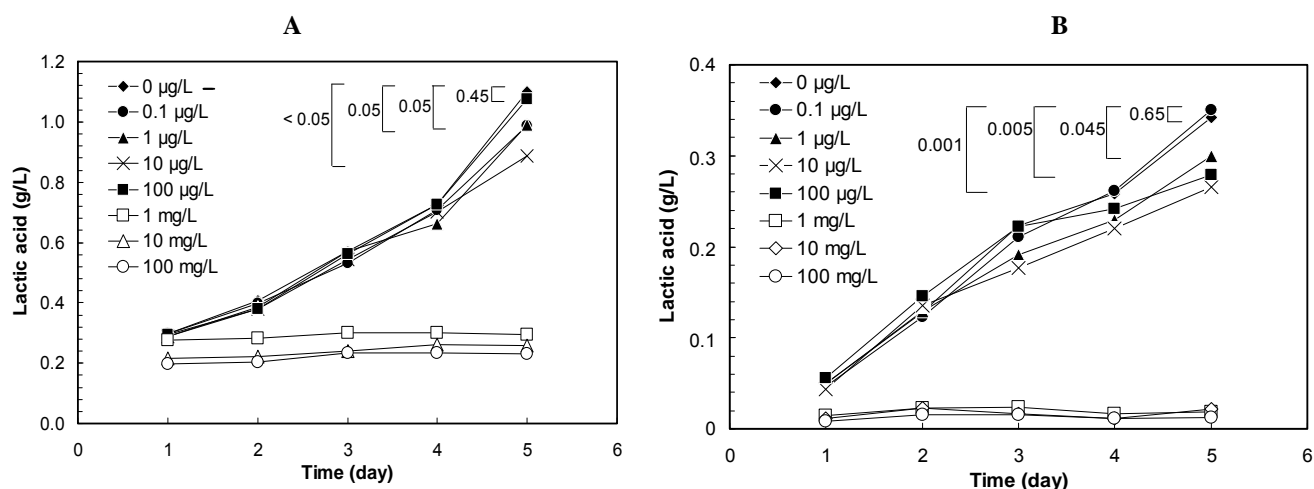 A
1.2
1.0
0.8
0.6
0.4
0.2
0.0
Lactic acid (g/L)
0 µg/L
0.1 µg/L
1 µg/L
10 µg/L
100 µg/L
1 mg/L
10 mg/L
100 mg/L
< 0.05
0.05
0.05
0.45
0 1 2 3 4 5 6
Time (day)
B
0.4
0.3
0.2
0.1
0
Lactic acid (g/L)
0 µg/L
0.1 µg/L
1 µg/L
10 µg/L
100 µg/L
1 mg/L
10 mg/L
100 mg/L
0.001
0.005
0.045
0.65
0 1 2 3 4 5 6
Time (day)